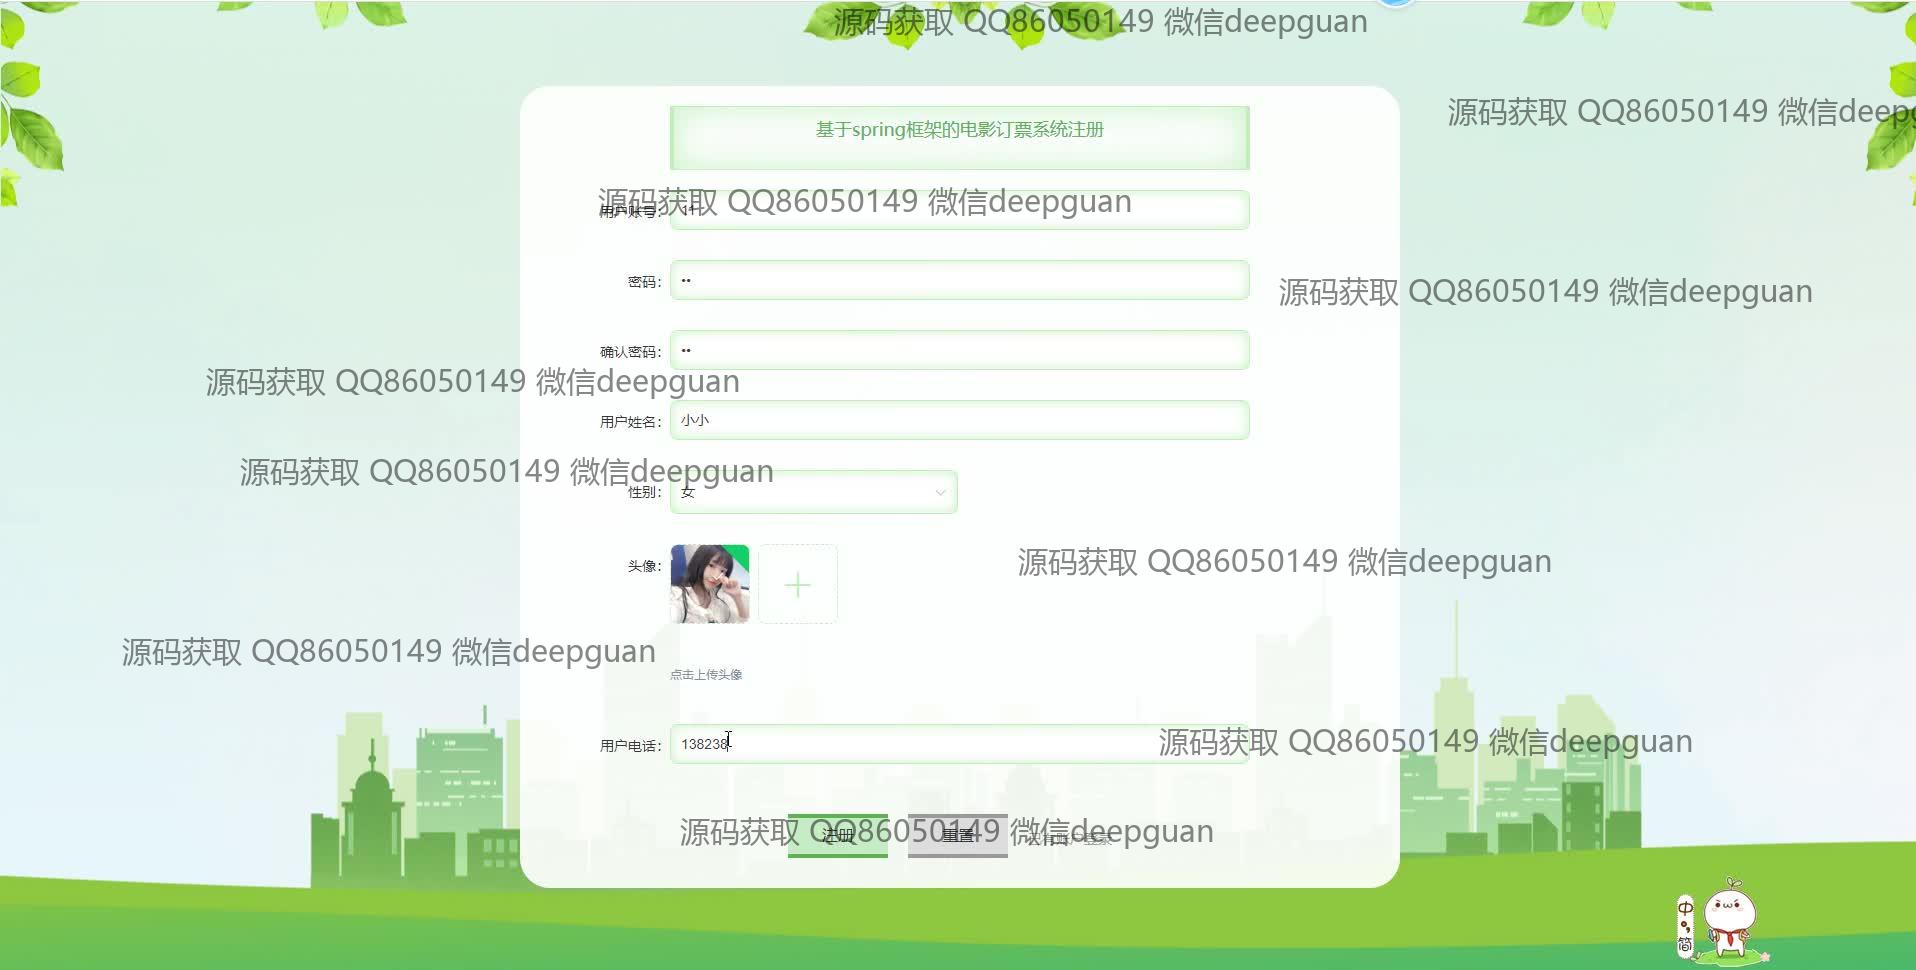 源码获取 QQ86050149 微信deepguan
源码获取 QQ86050149 微信deep
基于spring框架的电影订票系统注册
源码获取 QQ86050149 微信deepguan
用户账号: 11
密码: ••
源码获取 QQ86050149 微信deepguan
确认密码: ••
源码获取 QQ86050149 微信deepguan
用户姓名: 小小
源码获取 QQ86050149 微信deepguan
性别: 女
头像:
源码获取 QQ86050149 微信deepguan
源码获取 QQ86050149 微信deepguan
点击上传头像
用户电话: 138238
源码获取 QQ86050149 微信deepguan
源码获取 QQ86050149 微信deepguan
注册 重置 已有账户登录
中
简